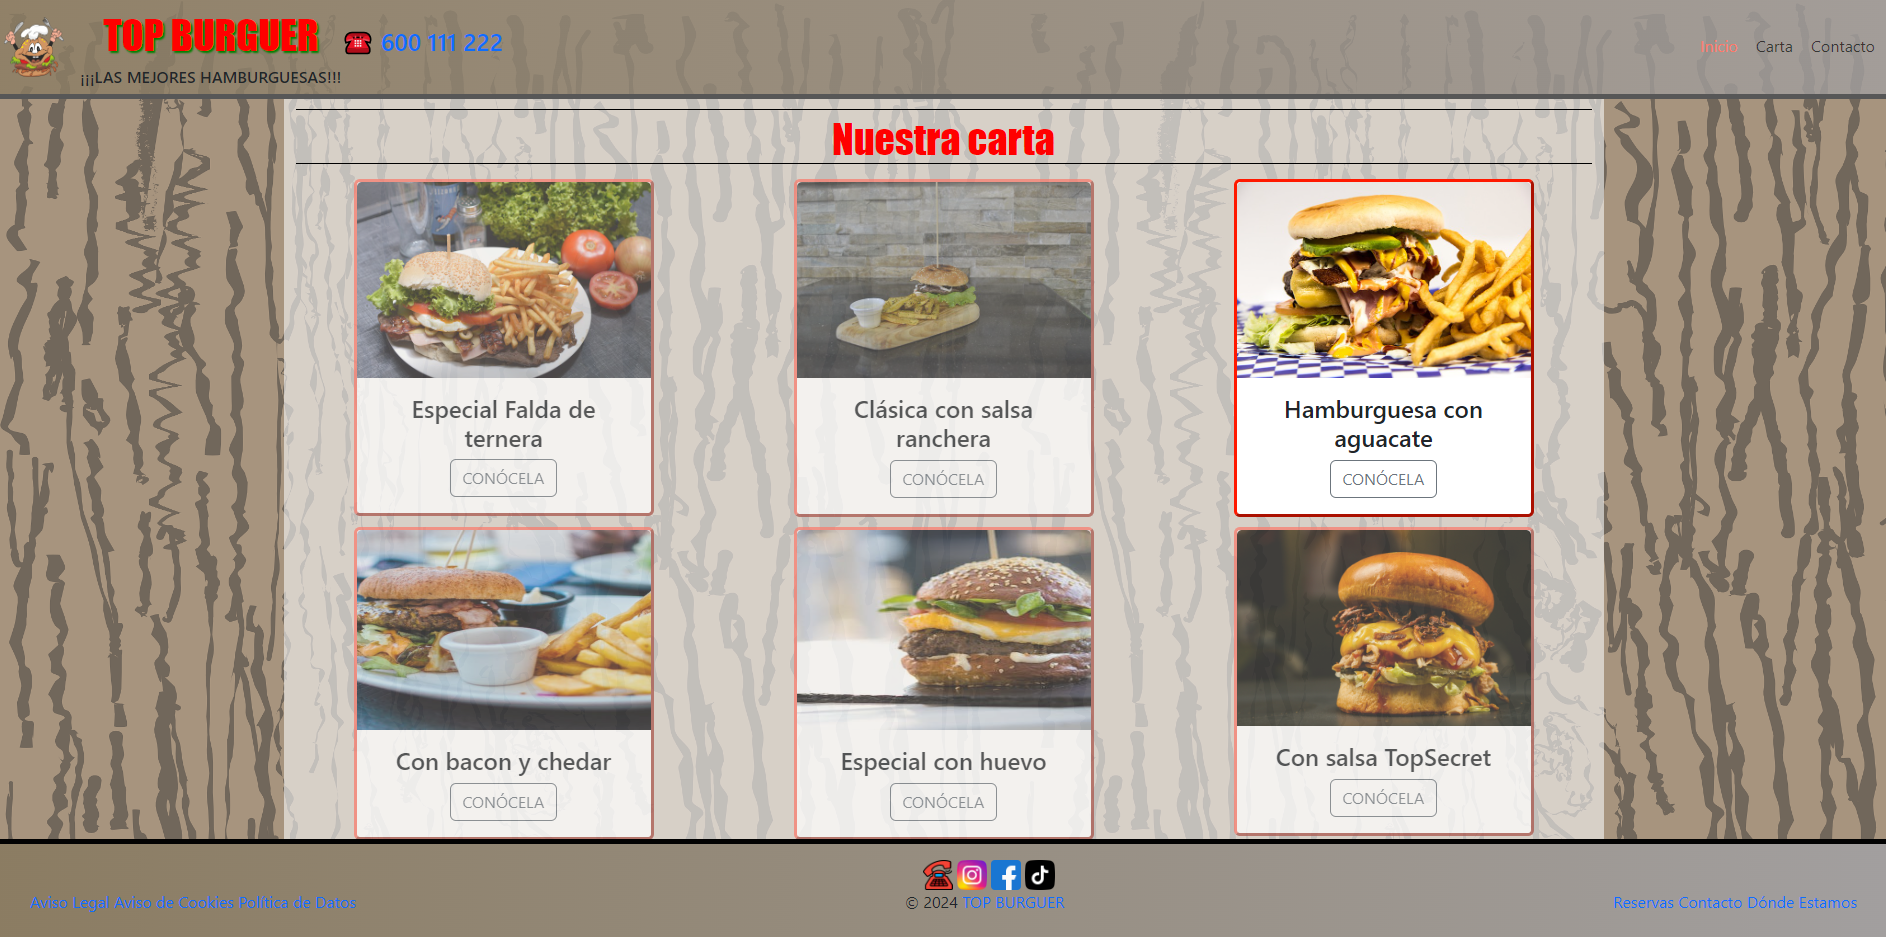 TOP BURGUER
600 111 222
Inicio Carta Contacto
¡¡¡LAS MEJORES HAMBURGUESAS!!!
Nuestra carta
Especial Falda de
ternera
CONÓCELA
Clásica con salsa
ranchera
CONÓCELA
Hamburguesa con
aguacate
CONÓCELA
Con bacon y chedar
CONÓCELA
Especial con huevo
CONÓCELA
Con salsa TopSecret
CONÓCELA
Aviso Legal Aviso de Cookies Política de Datos
© 2024 TOP BURGUER
Reservas Contacto Dónde Estamos